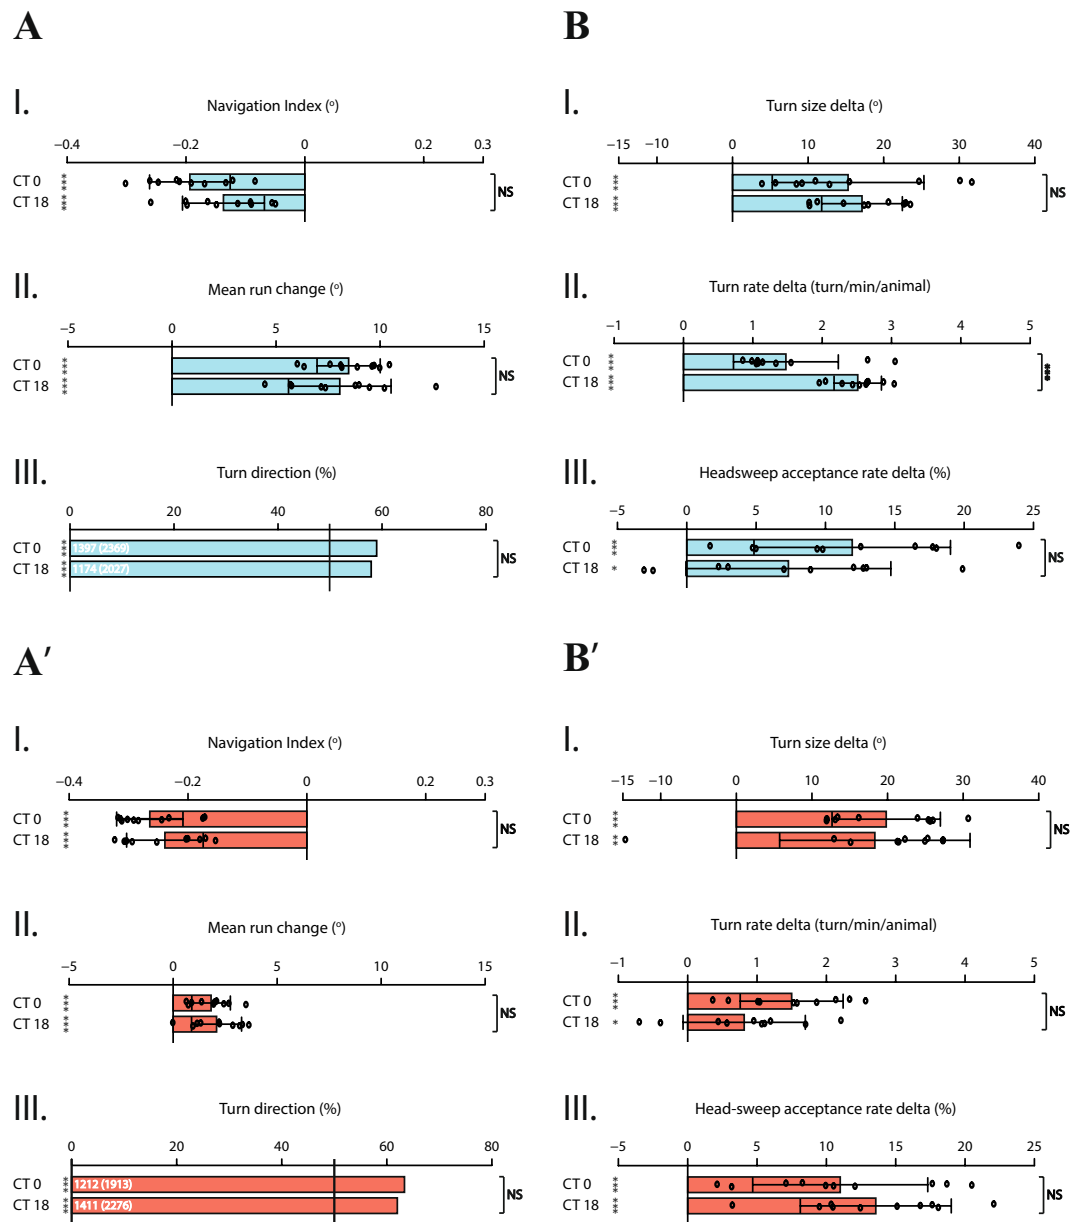 A
I.
Navigation Index (º)
−0.4 −0.2 0 0.2 0.3
CT 0 *** NS
CT 18 ***
II.
Mean run change (º)
−5 0 5 10 15
CT 0 *** NS
CT 18 ***
III.
Turn direction (%)
0 20 40 60 80
CT 0 *** 1397 (2369) NS
CT 18 *** 1174 (2027)
B
I.
Turn size delta (º)
−15 −10 0 10 20 30 40
CT 0 *** NS
CT 18 ***
II.
Turn rate delta (turn/min/animal)
−1 0 1 2 3 4 5
CT 0 *** ***
CT 18 ***
III.
Headsweep acceptance rate delta (%)
−5 0 5 10 15 20 25
CT 0 *** NS
CT 18 *
A′
I.
Navigation Index (º)
−0.4 −0.2 0 0.2 0.3
CT 0 *** NS
CT 18 ***
II.
Mean run change (º)
−5 0 5 10 15
CT 0 *** NS
CT 18 ***
III.
Turn direction (%)
0 20 40 60 80
CT 0 *** 1212 (1913) NS
CT 18 *** 1411 (2276)
B′
I.
Turn size delta (º)
−15 −10 0 10 20 30 40
CT 0 *** NS
CT 18 **
II.
Turn rate delta (turn/min/animal)
−1 0 1 2 3 4 5
CT 0 *** NS
CT 18 *
III.
Head-sweep acceptance rate delta (%)
−5 0 5 10 15 20 25
CT 0 *** NS
CT 18 ***